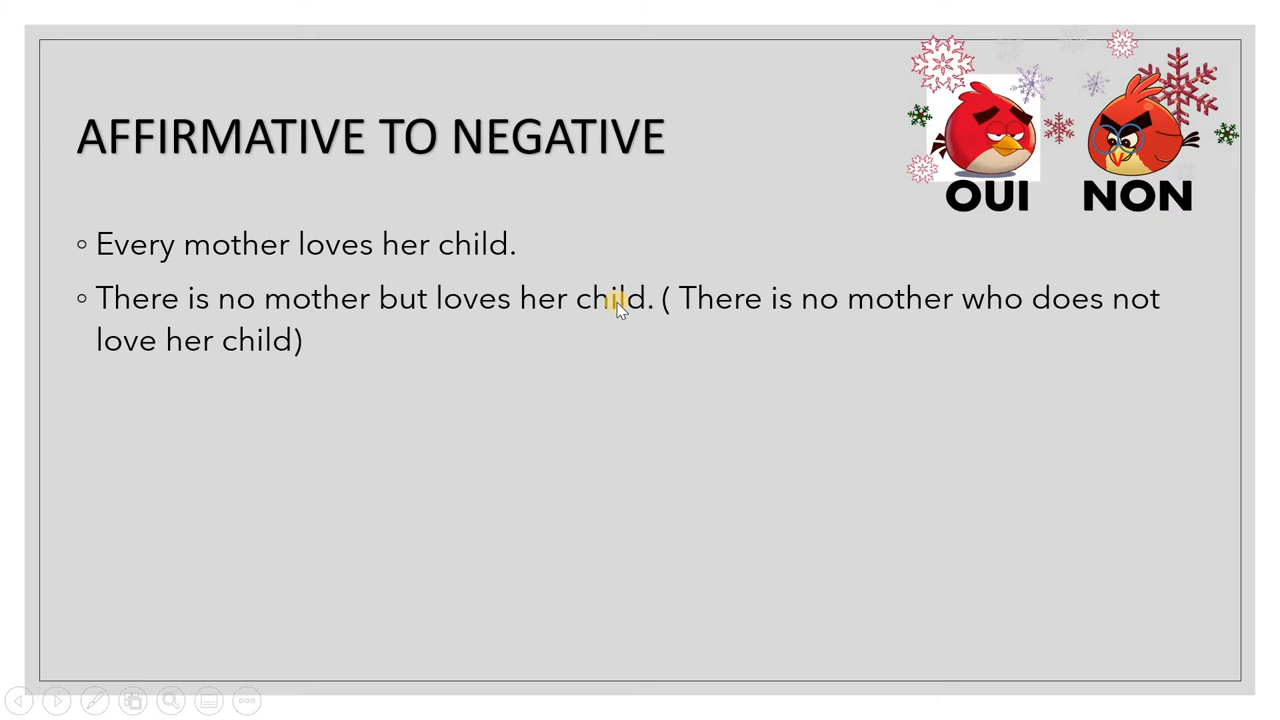 OUI NON
AFFIRMATIVE TO NEGATIVE
◦ Every mother loves her child.
◦ There is no mother but loves her child. ( There is no mother who does not
love her child)